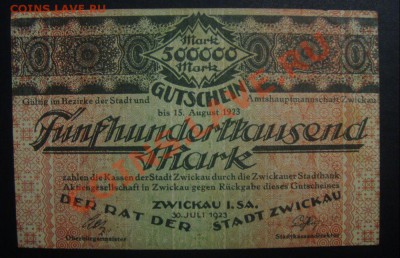 COINS.LAV.RU
Mark
500000
Mark
GUTSCHEIN
Gültig im Bezirke der Stadt und Amtshauptmannschaft Zwickau
bis 15. August 1923
Fünfhunderttausend
Mark
zahlen die Kassen der Stadt Zwickau durch die Zwickauer Stadtbank
Aktiengesellschaft in Zwickau gegen Rückgabe dieses Gutscheines
ZWICKAU I. SA.
30. JULI 1923
DER RAT DER STADT ZWICKAU
Oberbürgermeister